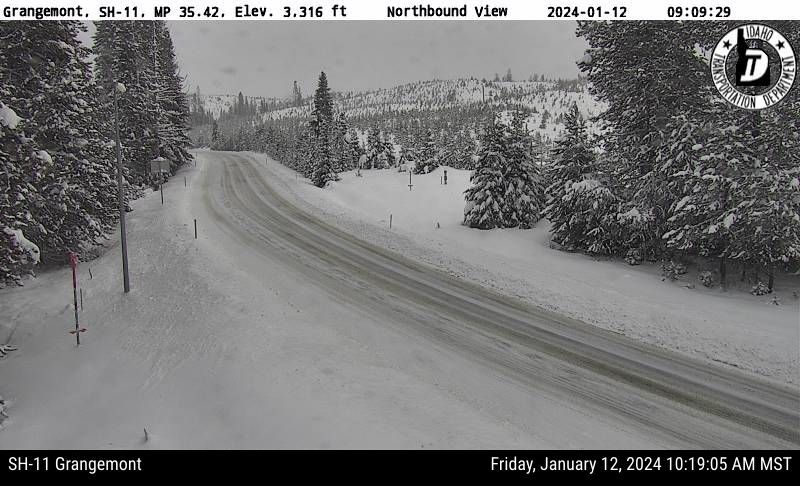 Grangemont, SH-11, MP 35.42, Elev. 3,316 ft Northbound View 2024-01-12 09:09:29
IDAHO
TRANSPORTATION DEPARTMENT
SH-11 Grangemont Friday, January 12, 2024 10:19:05 AM MST